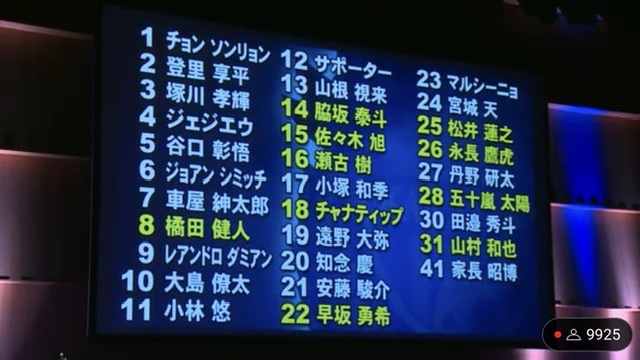 1 チョン ソンリョン
2 登里 享平
3 塚川 孝輝
4 ジェジエウ
5 谷口 彰悟
6 ジョアン シミッチ
7 車屋 紳太郎
8 橘田 健人
9 レアンドロ ダミアン
10 大島 僚太
11 小林 悠
12 サポーター
13 山根 視来
14 脇坂 泰斗
15 佐々木 旭
16 瀬古 樹
17 小塚 和季
18 チャナティップ
19 遠野 大弥
20 知念 慶
21 安藤 駿介
22 早坂 勇希
23 マルシーニョ
24 宮城 天
25 松井 蓮之
26 永長 鷹虎
27 丹野 研太
28 五十嵐 太陽
30 田邉 秀斗
31 山村 和也
41 家長 昭博
9925